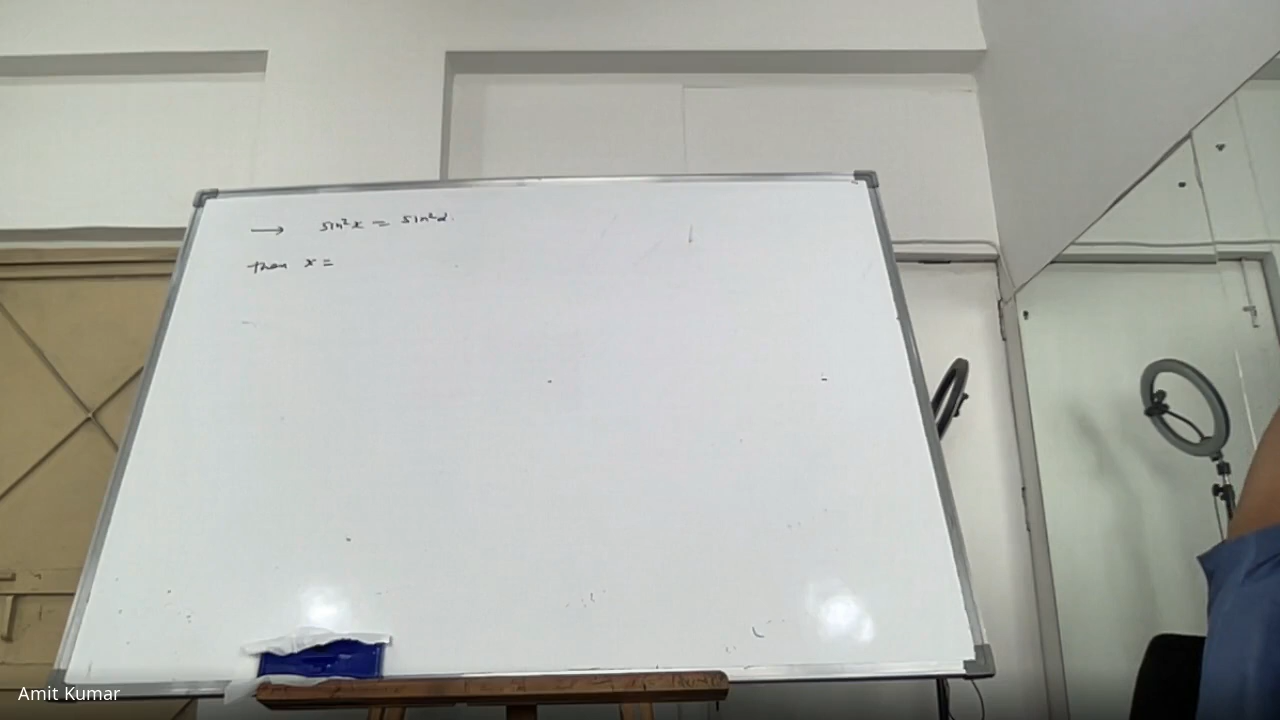 → sin²x = sin²α.
then x =
Amit Kumar